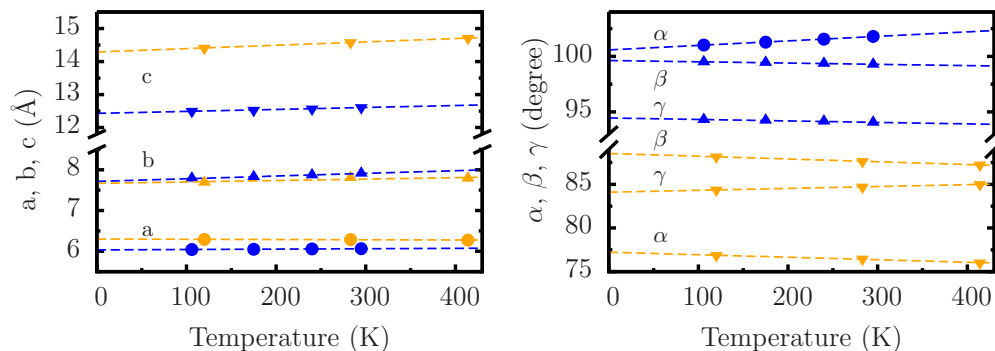 15
14
13
12
8
7
6
a, b, c (Å)
c
b
a
0 100 200 300 400
Temperature (K)
100
95
85
80
75
α, β, γ (degree)
α
β
γ
β
γ
α
0 100 200 300 400
Temperature (K)